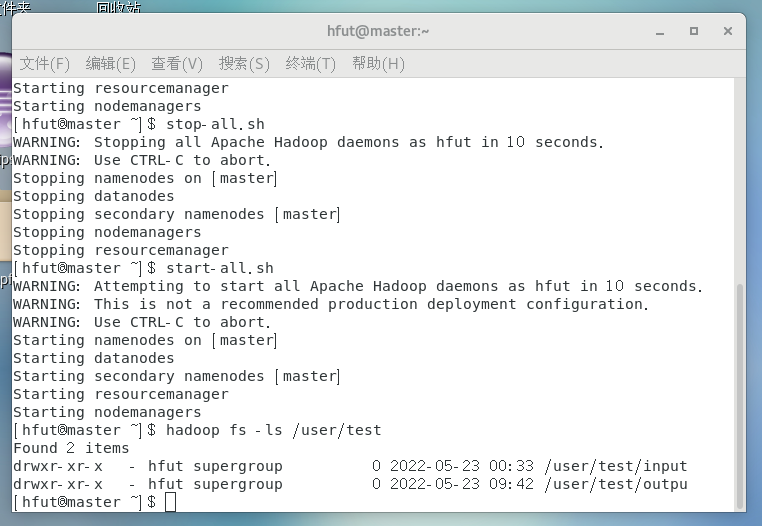 件夹
回收站
hfut@master:~
文件(F) 编辑(E) 查看(V) 搜索(S) 终端(T) 帮助(H)
Starting resourcemanager
Starting nodemanagers
[hfut@master ~]$ stop-all.sh
WARNING: Stopping all Apache Hadoop daemons as hfut in 10 seconds.
WARNING: Use CTRL-C to abort.
Stopping namenodes on [master]
Stopping datanodes
Stopping secondary namenodes [master]
Stopping nodemanagers
Stopping resourcemanager
[hfut@master ~]$ start-all.sh
WARNING: Attempting to start all Apache Hadoop daemons as hfut in 10 seconds.
WARNING: This is not a recommended production deployment configuration.
WARNING: Use CTRL-C to abort.
Starting namenodes on [master]
Starting datanodes
Starting secondary namenodes [master]
Starting resourcemanager
Starting nodemanagers
[hfut@master ~]$ hadoop fs -ls /user/test
Found 2 items
drwxr-xr-x   - hfut supergroup          0 2022-05-23 00:33 /user/test/input
drwxr-xr-x   - hfut supergroup          0 2022-05-23 09:42 /user/test/outpu
[hfut@master ~]$